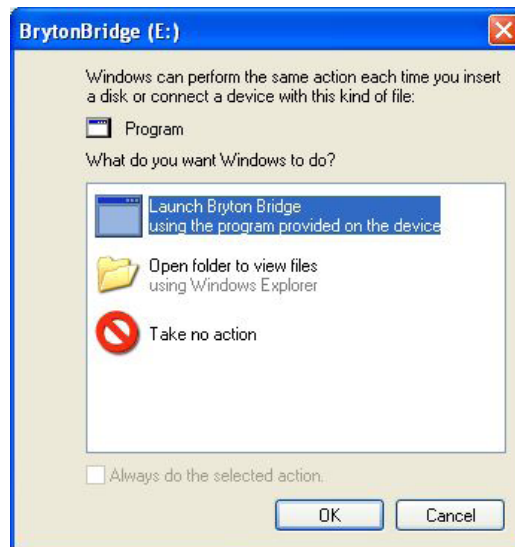 BrytonBridge (E:)
Windows can perform the same action each time you insert
a disk or connect a device with this kind of file:
Program
What do you want Windows to do?
Launch Bryton Bridge
using the program provided on the device
Open folder to view files
using Windows Explorer
Take no action
Always do the selected action.
OK
Cancel